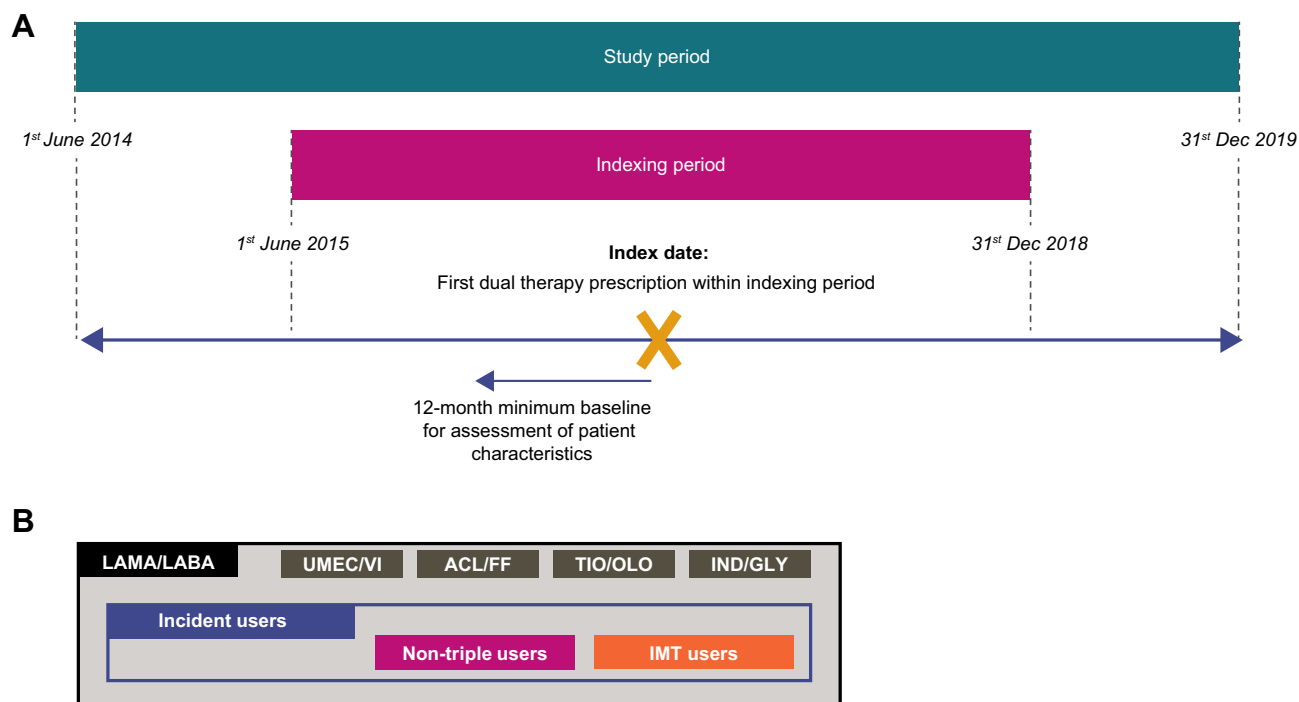 A
Study period
1st June 2014
31st Dec 2019
Indexing period
1st June 2015
31st Dec 2018
Index date:
First dual therapy prescription within indexing period
12-month minimum baseline
for assessment of patient
characteristics
B
LAMA/LABA
UMEC/VI
ACL/FF
TIO/OLO
IND/GLY
Incident users
Non-triple users
IMT users